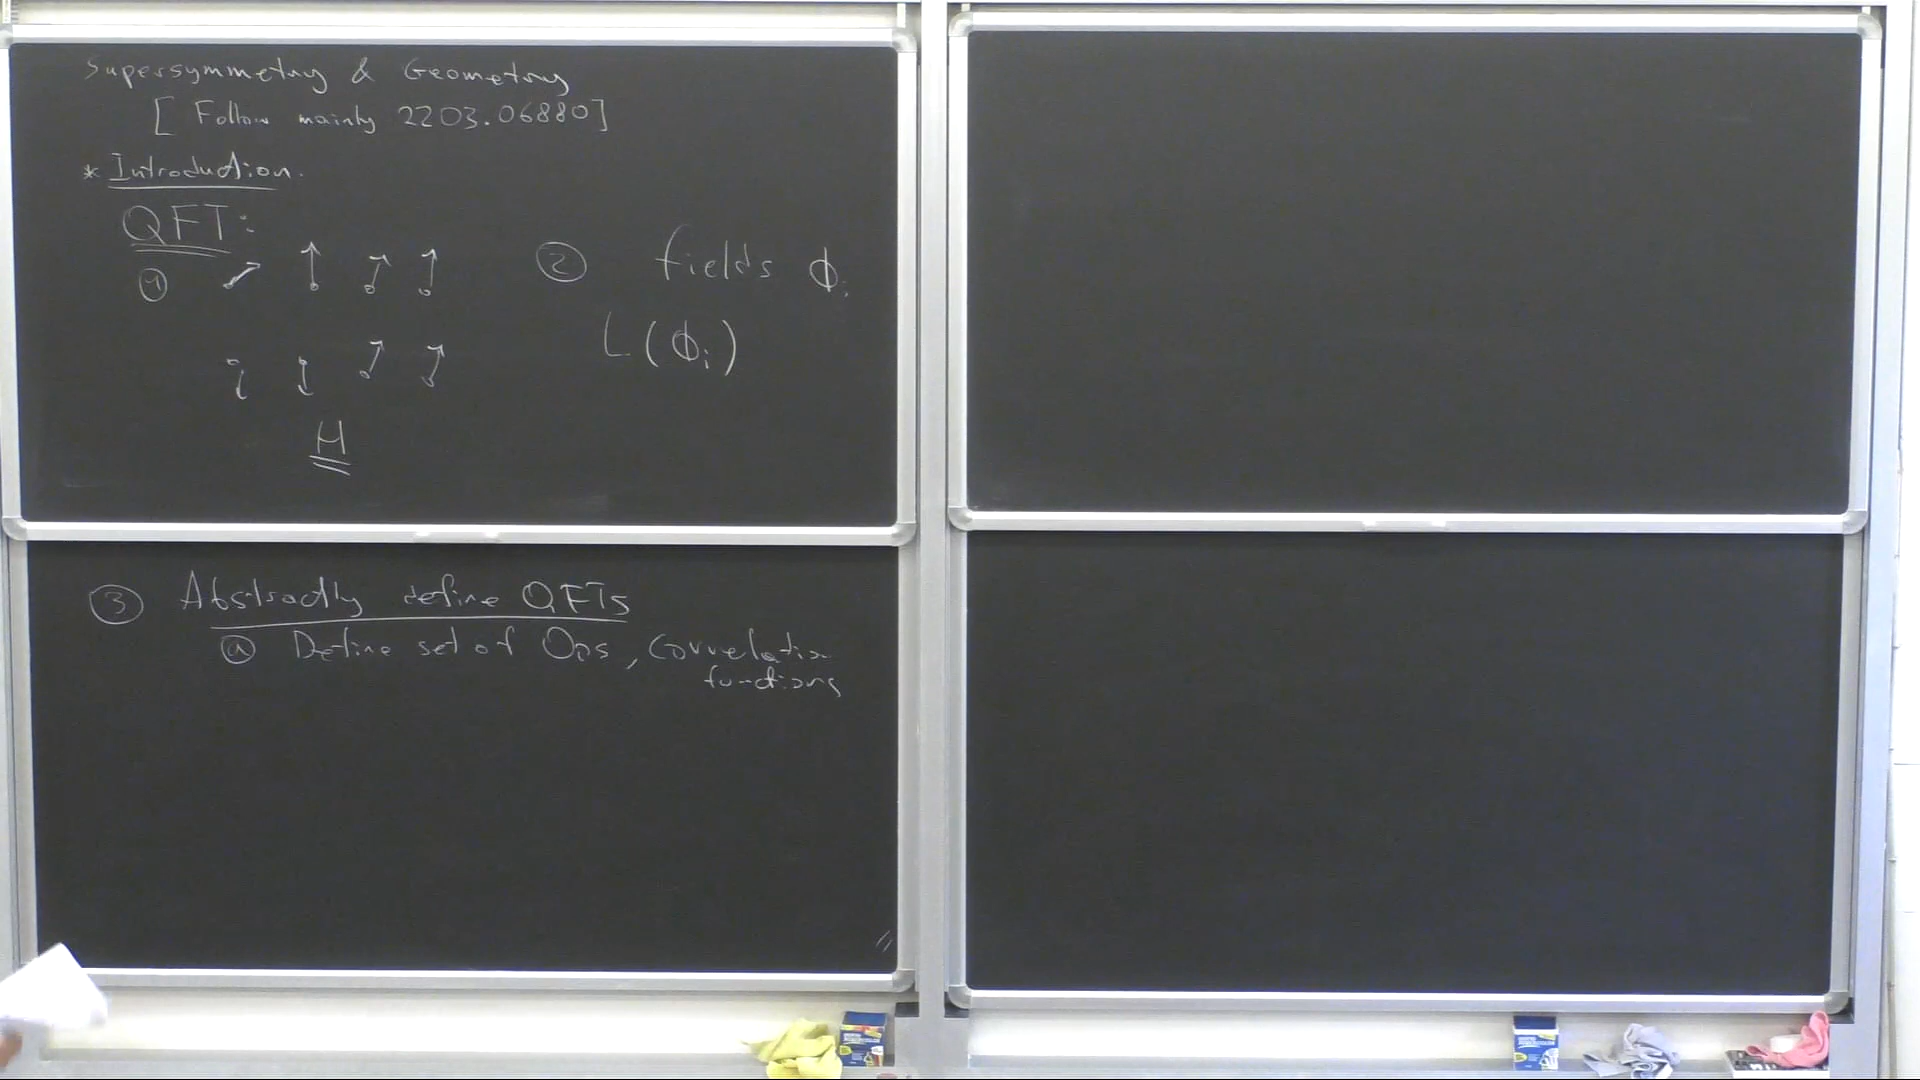 Supersymmetry & Geometry
[Follow mainly 2203.06880]
* Introduction.
QFT:
①
H
② fields ϕi
L(ϕi)
③ Abstractly define QFTs
ⓐ Define set of Ops, Correlation
functions